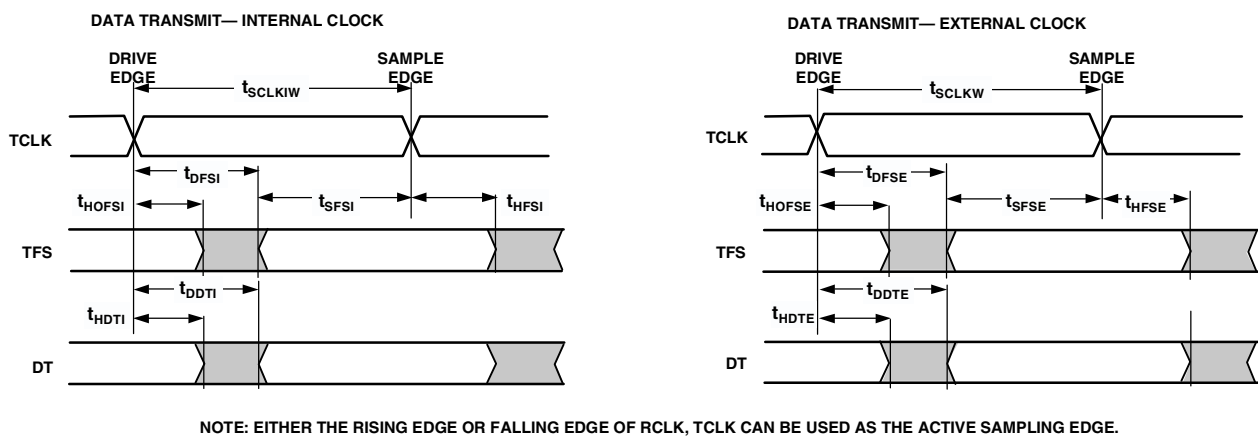 DATA TRANSMIT— INTERNAL CLOCK
DRIVE
EDGE
SAMPLE
EDGE
tSCLKIW
TCLK
tDFSI
tHOFSI
tSFSI
tHFSI
TFS
tDDTI
tHDTI
DT
DATA TRANSMIT— EXTERNAL CLOCK
DRIVE
EDGE
SAMPLE
EDGE
tSCLKW
TCLK
tDFSE
tHOFSE
tSFSE
tHFSE
TFS
tDDTE
tHDTE
DT
NOTE: EITHER THE RISING EDGE OR FALLING EDGE OF RCLK, TCLK CAN BE USED AS THE ACTIVE SAMPLING EDGE.